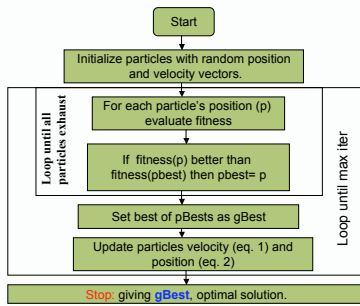 Start
Initialize particles with random position
and velocity vectors.
For each particle's position (p)
evaluate fitness
If fitness(p) better than
fitness(pbest) then pbest= p
Loop until all
particles exhaust
Set best of pBests as gBest
Update particles velocity (eq. 1) and
position (eq. 2)
Loop until max iter
Stop: giving gBest, optimal solution.